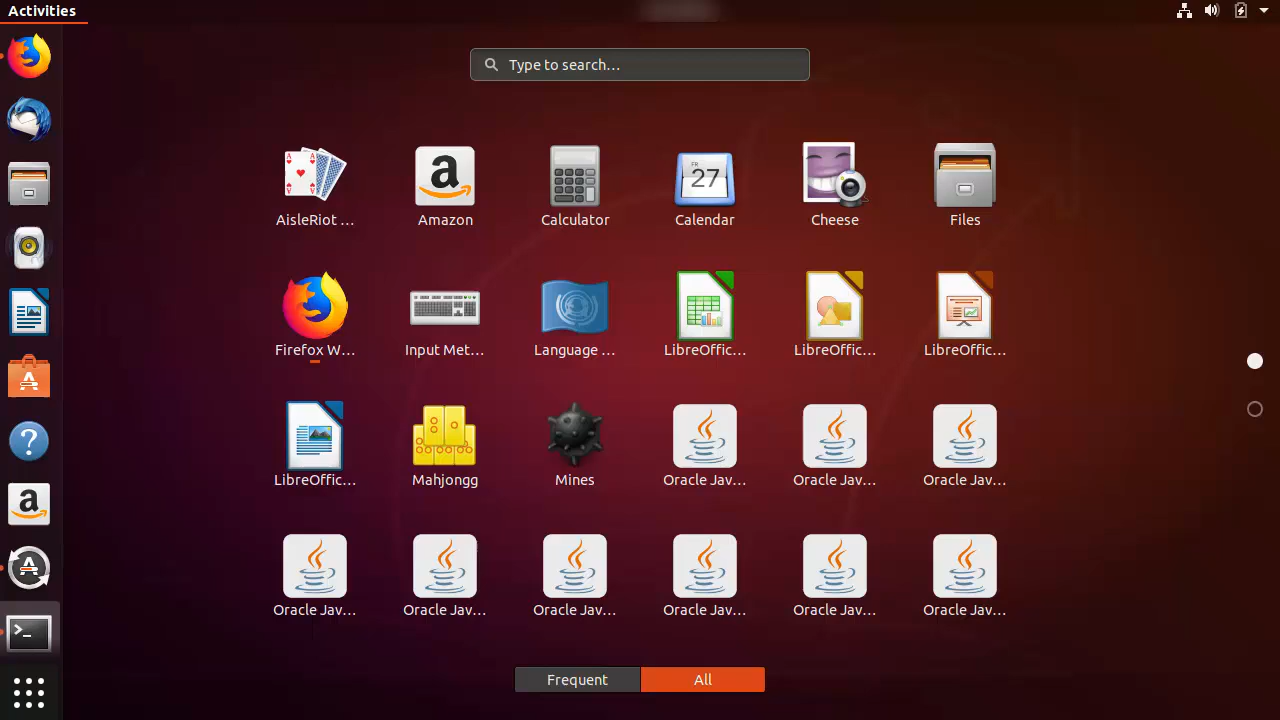 Activities
Type to search...
AisleRiot ...
Amazon
Calculator
FR
27
Calendar
Cheese
Files
Firefox W...
Input Met...
Language ...
LibreOffic...
LibreOffic...
LibreOffic...
LibreOffic...
Mahjongg
Mines
Oracle Jav...
Oracle Jav...
Oracle Jav...
Oracle Jav...
Oracle Jav...
Oracle Jav...
Oracle Jav...
Oracle Jav...
Oracle Jav...
Frequent
All